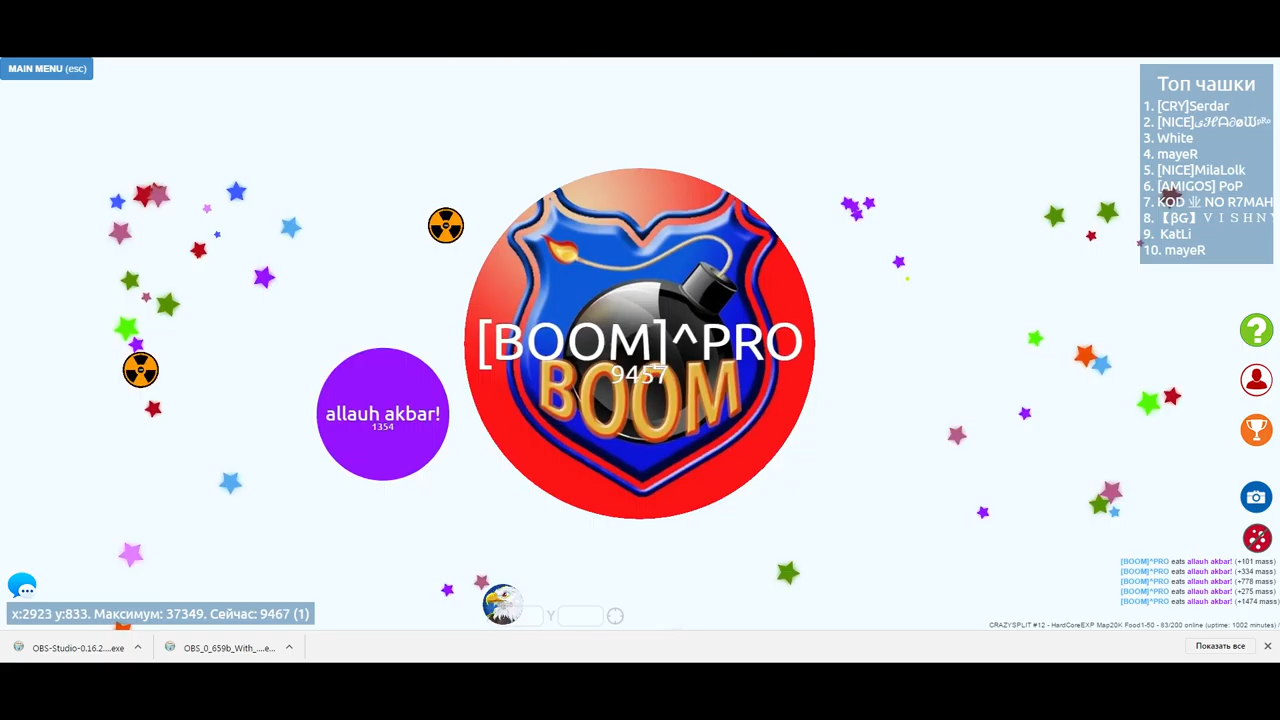 MAIN MENU (esc)
Топ чашки
1. [CRY]Serdar
3. White
4. mayeR
5. [NICE]MilaLolk
6. [AMIGOS] PoP
7. KOD 业 NO R7MAH
8. 【βG】V I S H N Y
9. KatLi
10. mayeR
[BOOM]^PRO
9457
BOOM
allauh akbar!
1354
[BOOM]^PRO eats allauh akbar! (+101 mass)
[BOOM]^PRO eats allauh akbar! (+334 mass)
[BOOM]^PRO eats allauh akbar! (+778 mass)
[BOOM]^PRO eats allauh akbar! (+275 mass)
[BOOM]^PRO eats allauh akbar! (+1474 mass)
x:2923 y:833. Максимум: 37349. Сейчас: 9467 (1)
Y
CRAZYSPLIT #12 - HardCoreEXP Map20K Food1-50 - 83/200 online (uptime: 1002 minutes) /
OBS-Studio-0.16.2....exe
OBS_0_659b_With_....e...
Показать все